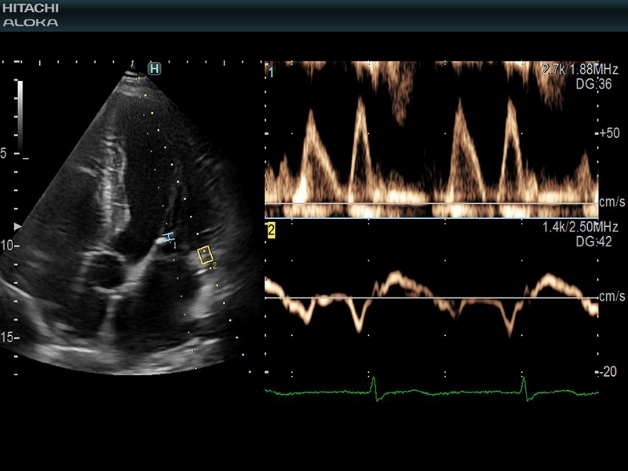 HITACHI
ALOKA
H
1
2.7k/1.88MHz
DG:36
+50
5
cm/s
2
1.4k/2.50MHz
DG:42
1
10
2
cm/s
15
-20